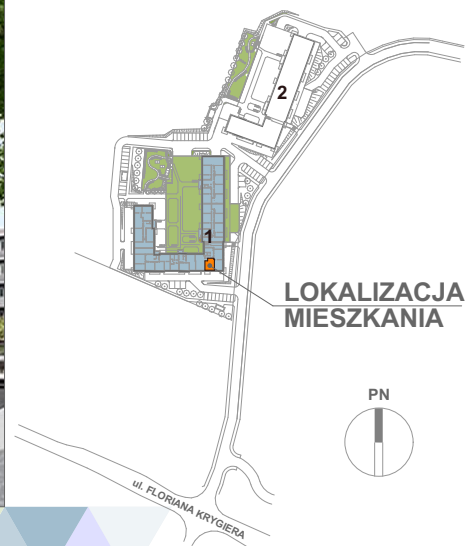 2
1
LOKALIZACJA
MIESZKANIA
PN
ul. FLORIANA KRYGIERA